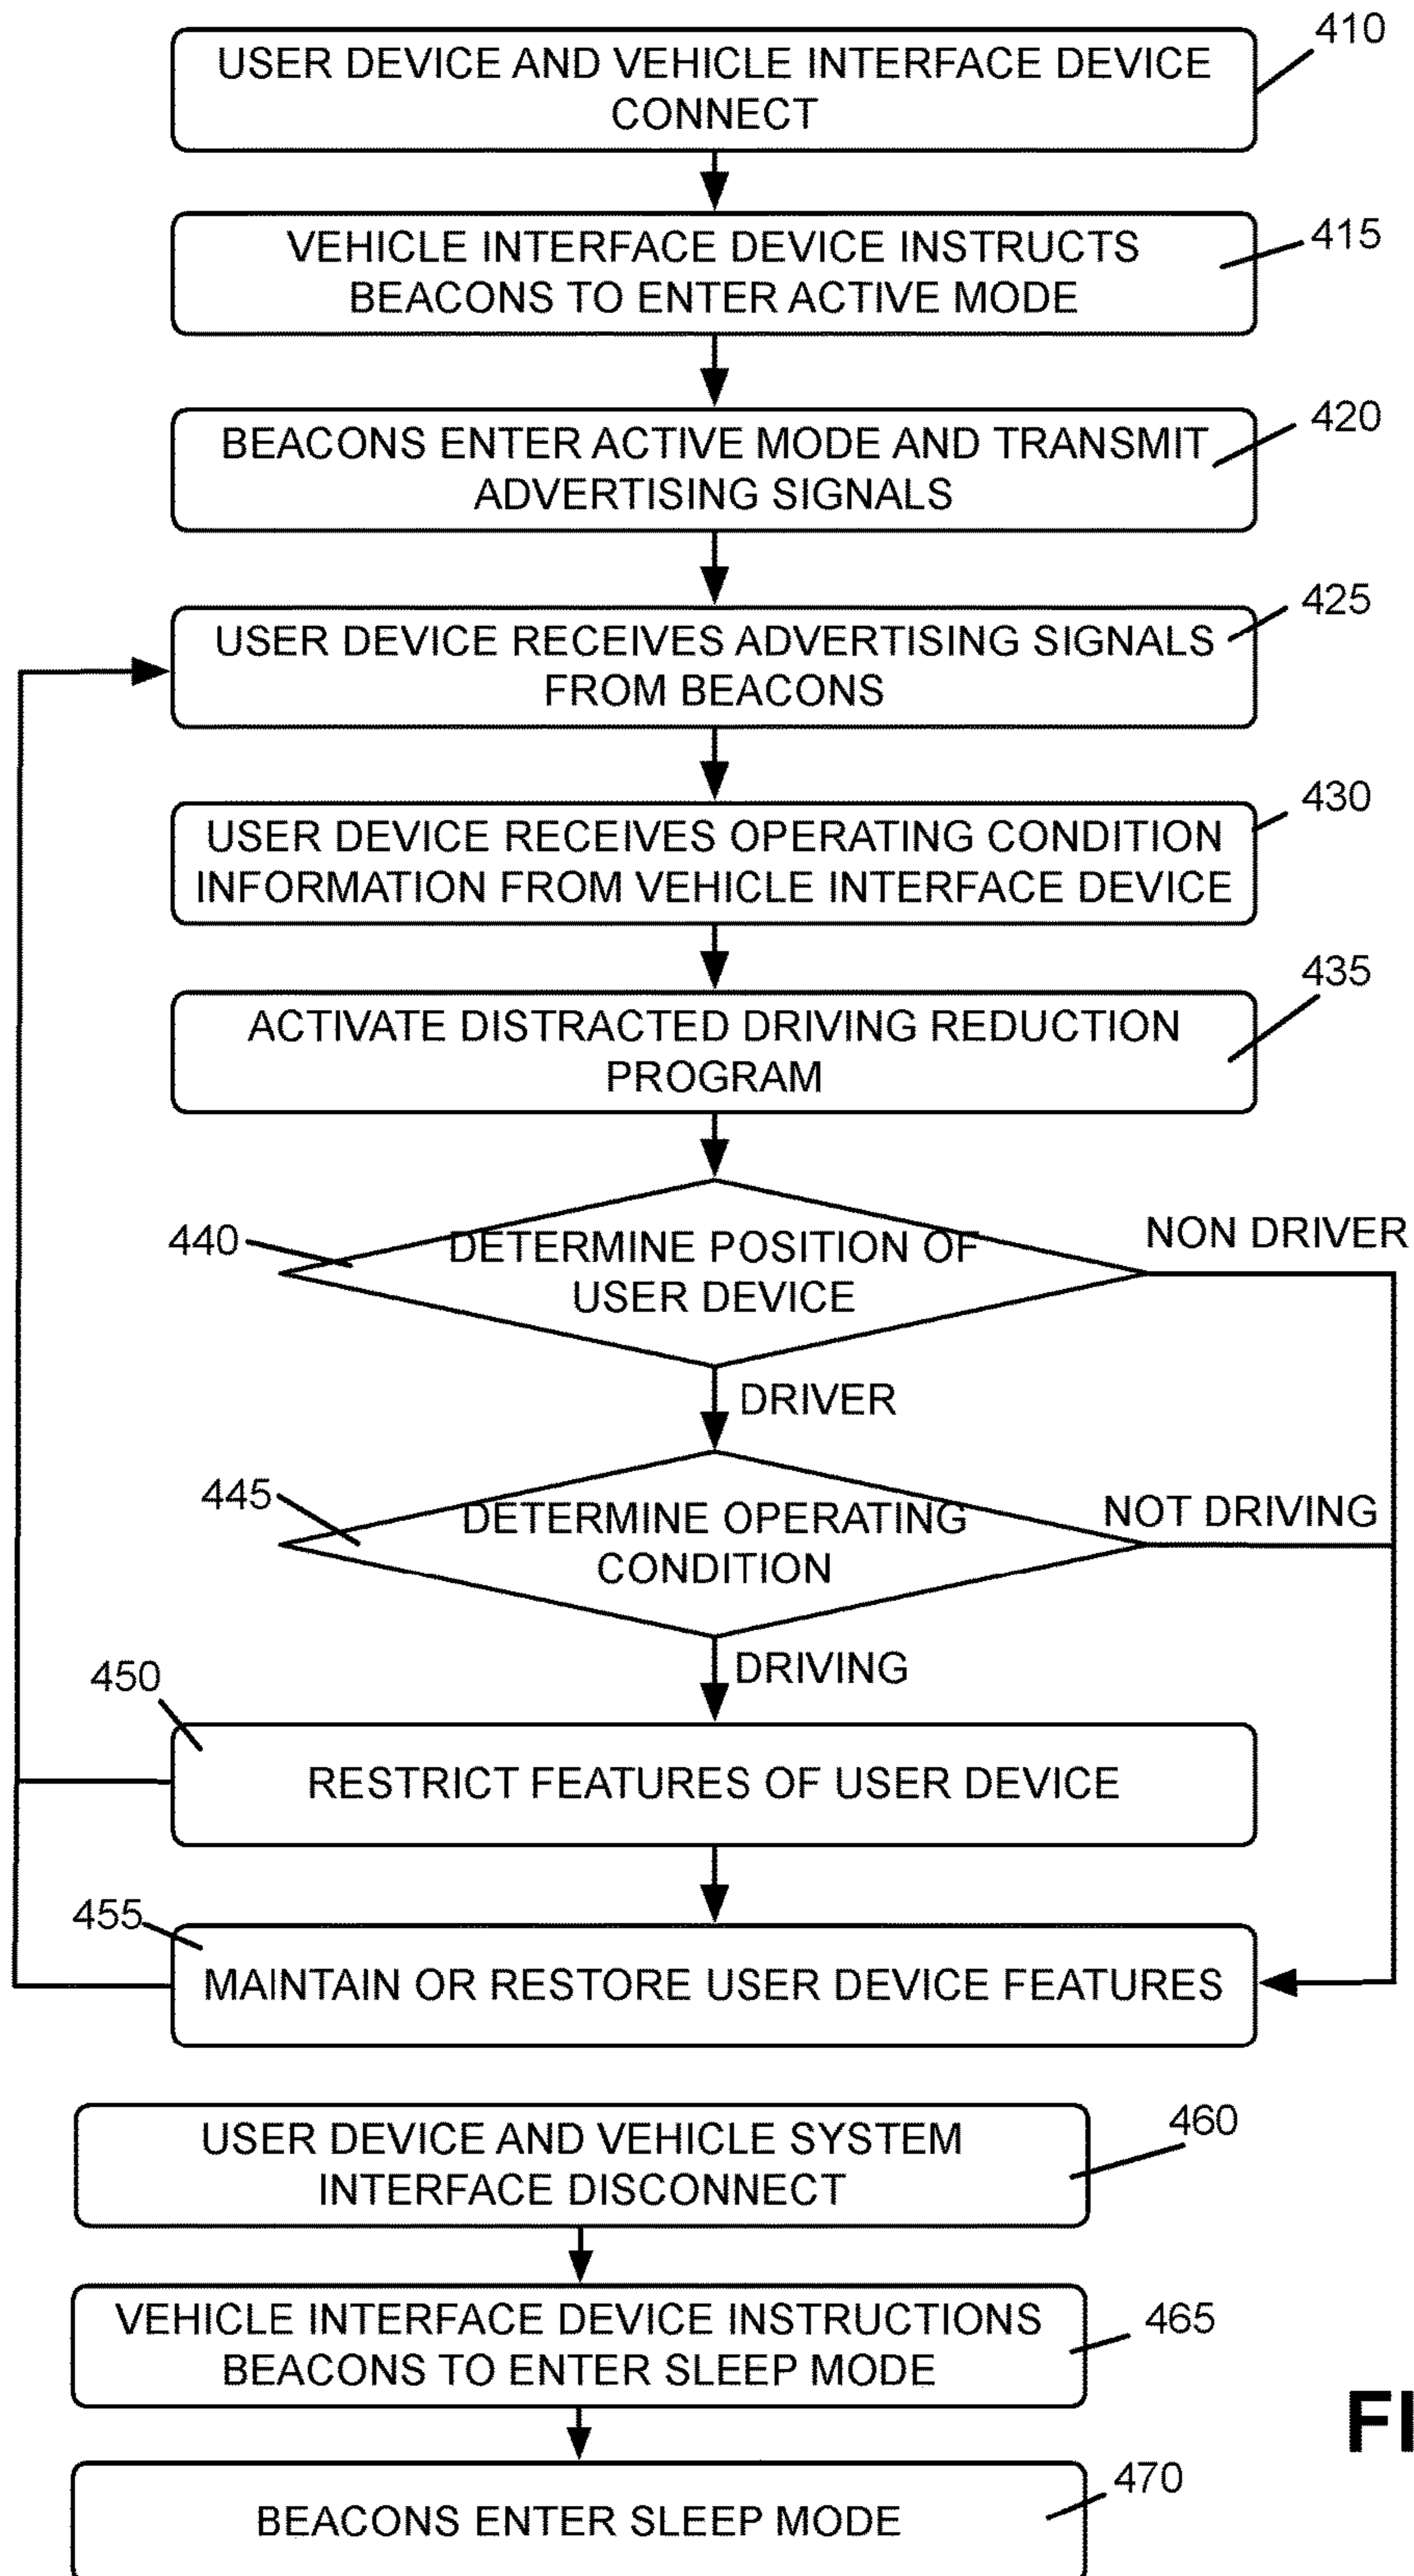 410
USER DEVICE AND VEHICLE INTERFACE DEVICE
CONNECT
415
VEHICLE INTERFACE DEVICE INSTRUCTS
BEACONS TO ENTER ACTIVE MODE
420
BEACONS ENTER ACTIVE MODE AND TRANSMIT
ADVERTISING SIGNALS
425
USER DEVICE RECEIVES ADVERTISING SIGNALS
FROM BEACONS
430
USER DEVICE RECEIVES OPERATING CONDITION
INFORMATION FROM VEHICLE INTERFACE DEVICE
435
ACTIVATE DISTRACTED DRIVING REDUCTION
PROGRAM
440
DETERMINE POSITION OF
USER DEVICE
NON DRIVER
DRIVER
445
DETERMINE OPERATING
CONDITION
NOT DRIVING
DRIVING
450
RESTRICT FEATURES OF USER DEVICE
455
MAINTAIN OR RESTORE USER DEVICE FEATURES
460
USER DEVICE AND VEHICLE SYSTEM
INTERFACE DISCONNECT
465
VEHICLE INTERFACE DEVICE INSTRUCTIONS
BEACONS TO ENTER SLEEP MODE
FI
470
BEACONS ENTER SLEEP MODE